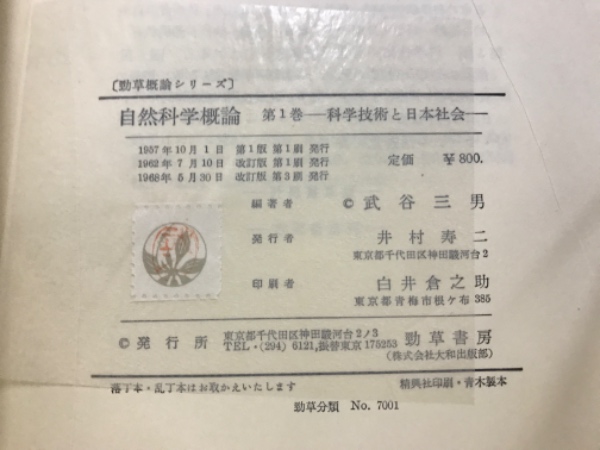 〔勁草概論シリーズ〕
自然科学概論 第1巻―科学技術と日本社会―
1957年10月1日 第1版 第1刷 発行
1962年7月10日 改訂版 第1刷 発行
1968年5月30日 改訂版 第3刷 発行
定価 ¥800.
編著者 © 武谷三男
発行者 井村寿二
東京都千代田区神田駿河台2
印刷者 白井倉之助
東京都青梅市根ヶ布385
© 発行所 東京都千代田区神田駿河台2ノ3 勁草書房
TEL・(294) 6121, 振替東京175253 (株式会社大和出版部)
落丁本・乱丁本はお取かえいたします 精興社印刷・青木製本
勁草分類 No. 7001